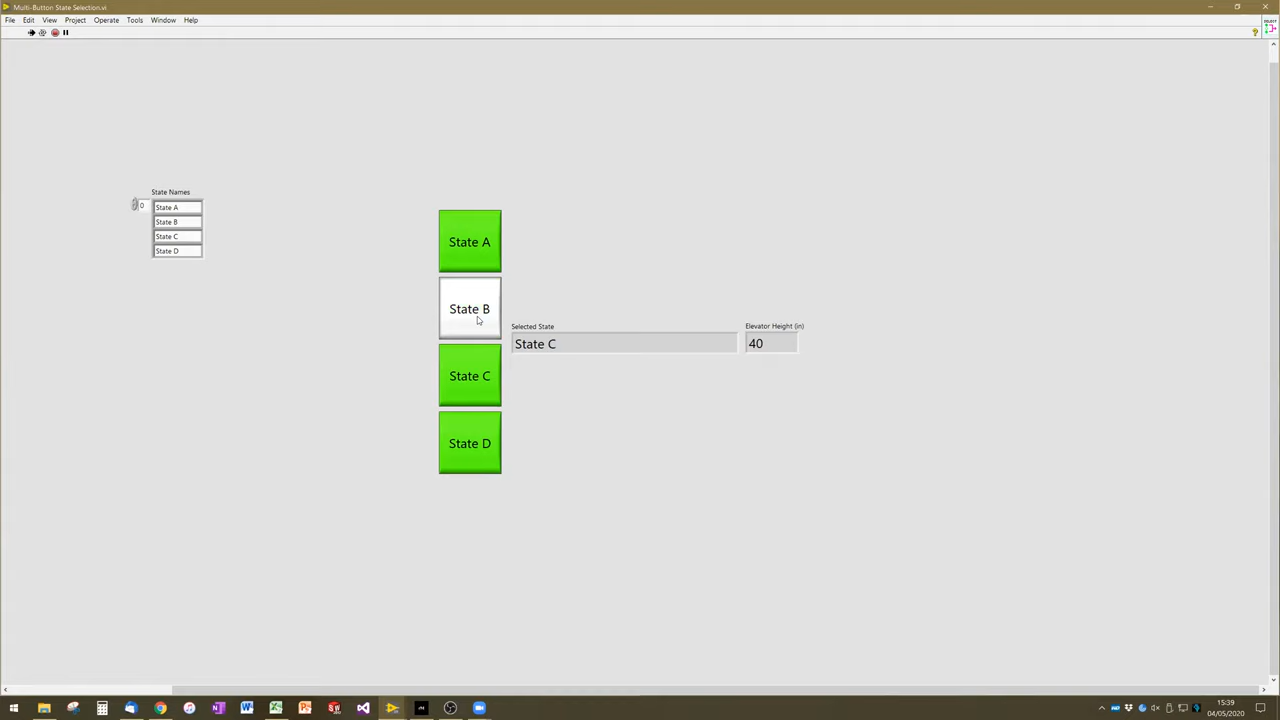 Multi-Button State Selection.vi
File Edit View Project Operate Tools Window Help
SELECT
?
State Names
0
State A
State B
State C
State D
State A
State B
State C
State D
Selected State
State C
Elevator Height (in)
40
15:39
04/05/2020